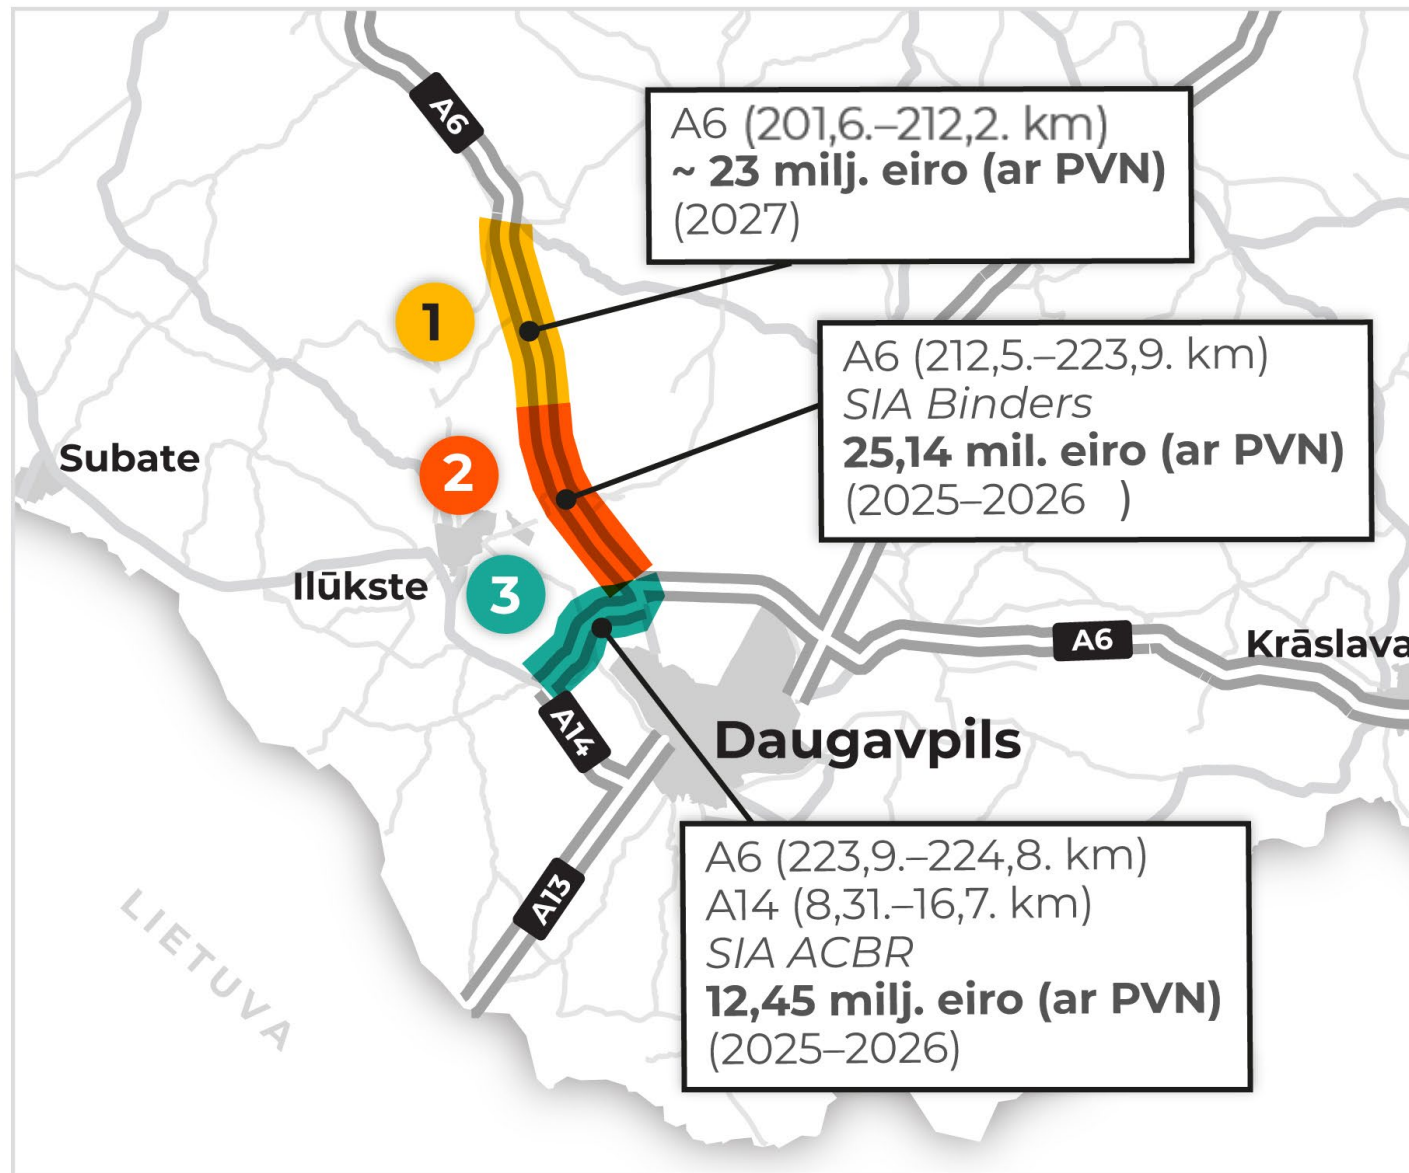 A6
A6 (201,6.–212,2. km)
~ 23 milj. eiro (ar PVN)
(2027)
1
A6 (212,5.–223,9. km)
SIA Binders
25,14 mil. eiro (ar PVN)
(2025–2026 )
Subate
2
Ilūkste
3
A6
Krāslava
A14
Daugavpils
A13
A6 (223,9.–224,8. km)
A14 (8,31.–16,7. km)
SIA ACBR
12,45 milj. eiro (ar PVN)
(2025–2026)
LIETUVA